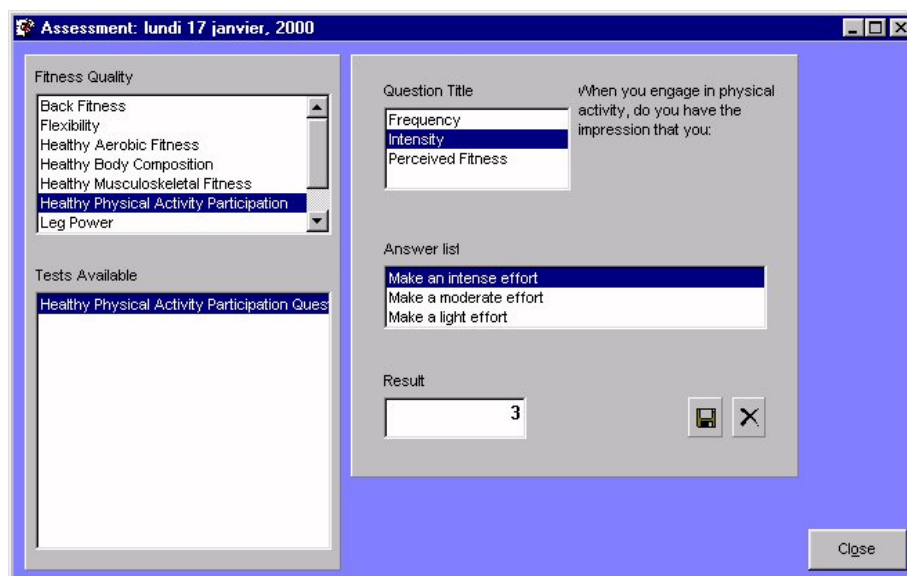 Assessment: lundi 17 janvier, 2000
Fitness Quality
Back Fitness
Flexibility
Healthy Aerobic Fitness
Healthy Body Composition
Healthy Musculoskeletal Fitness
Healthy Physical Activity Participation
Leg Power
Tests Available
Healthy Physical Activity Participation Ques
Question Title
Frequency
Intensity
Perceived Fitness
When you engage in physical
activity, do you have the
impression that you:
Answer list
Make an intense effort
Make a moderate effort
Make a light effort
Result
3
Close